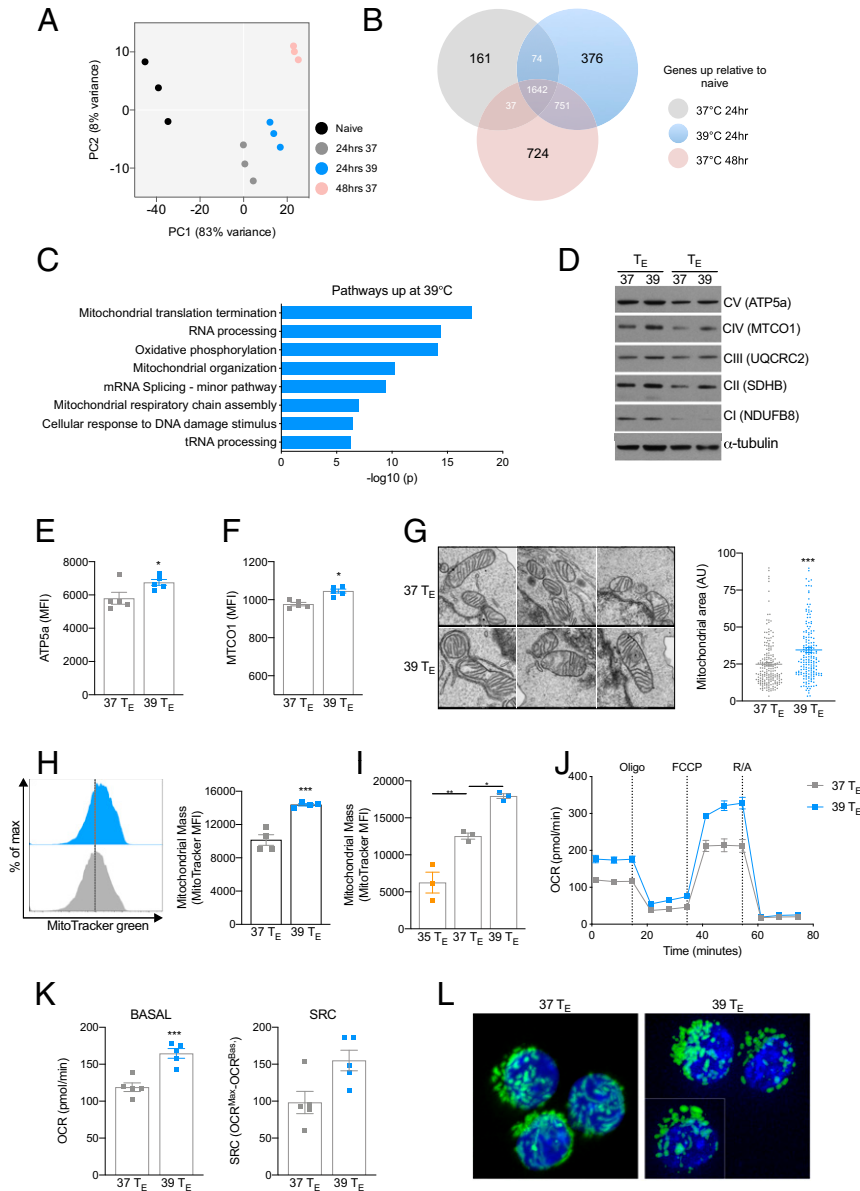 A
10
0
-10
PC2 (8% variance)
-40
-20
0
20
PC1 (83% variance)
Naive
24hrs 37
24hrs 39
48hrs 37
B
161
74
376
1642
37
751
724
Genes up relative to
naive
37°C 24hr
39°C 24hr
37°C 48hr
C
Pathways up at 39°C
Mitochondrial translation termination
RNA processing
Oxidative phosphorylation
Mitochondrial organization
mRNA Splicing - minor pathway
Mitochondrial respiratory chain assembly
Cellular response to DNA damage stimulus
tRNA processing
0
5
10
15
20
-log10 (p)
D
TE TE
37 39 37 39
CV (ATP5a)
CIV (MTCO1)
CIII (UQCRC2)
CII (SDHB)
CI (NDUFB8)
α-tubulin
E
8000
6000
4000
2000
0
ATP5a (MFI)
*
37 TE 39 TE
F
1200
1000
800
600
MTCO1 (MFI)
*
37 TE 39 TE
G
37 TE
39 TE
100
75
50
25
0
Mitochondrial area (AU)
***
37 TE 39 TE
H
% of max
MitoTracker green
16000
12000
8000
4000
0
Mitochondrial Mass
(MitoTracker MFI)
***
37 TE 39 TE
I
20000
15000
10000
5000
0
Mitochondrial Mass
(MitoTracker MFI)
**
*
35 TE 37 TE 39 TE
J
Oligo FCCP R/A
400
300
200
100
0
OCR (pmol/min)
0 20 40 60 80
Time (minutes)
37 TE
39 TE
K
BASAL
200
150
100
50
0
OCR (pmol/min)
***
37 TE 39 TE
SRC
200
150
100
50
0
SRC (OCRMax-OCRBas.)
37 TE 39 TE
L
37 TE
39 TE